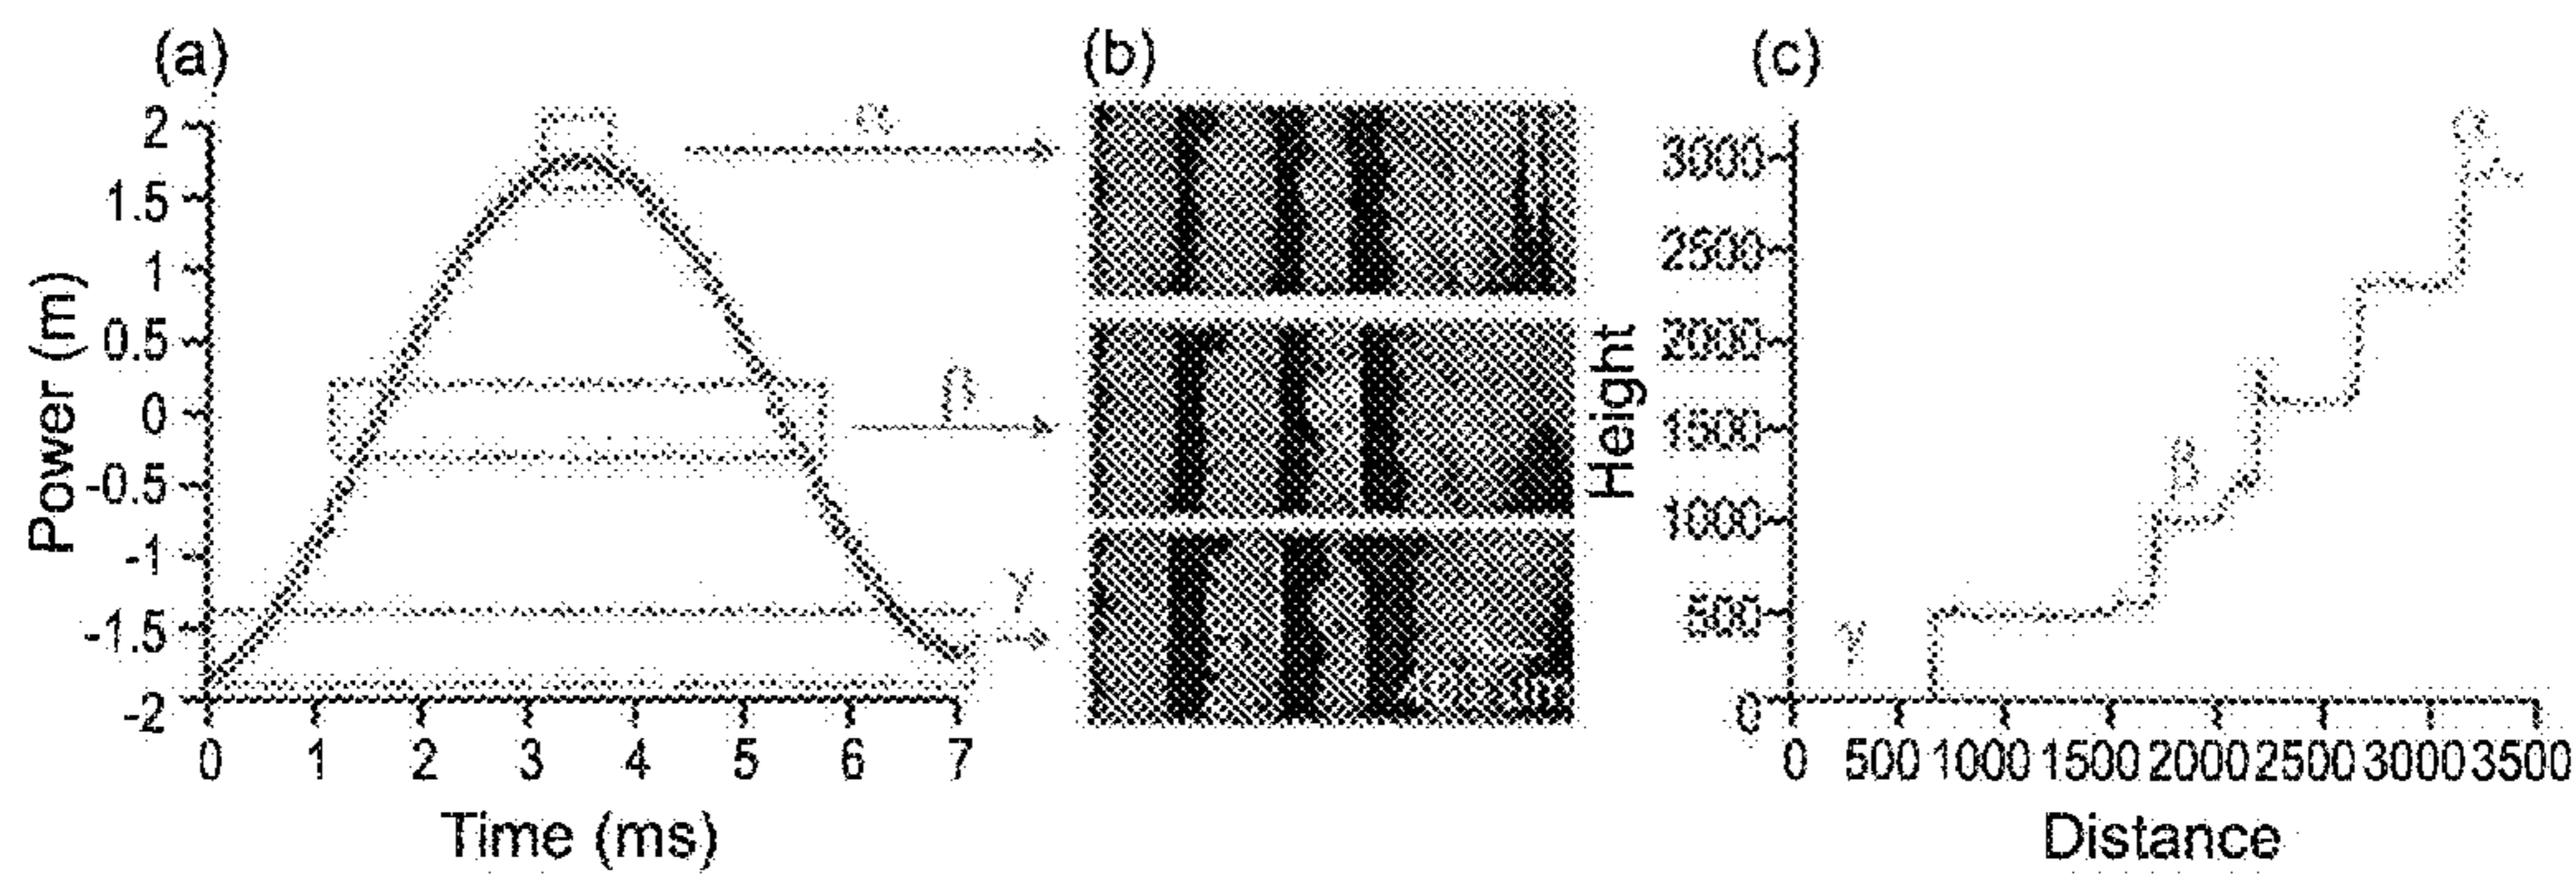 (a)
Power (m)
2
1.5
1
0.5
0
-0.5
-1
-1.5
-2
0 1 2 3 4 5 6 7
Time (ms)
α
β
γ
(b)
(c)
Height
3000
2500
2000
1500
1000
500
0
0 500 1000 1500 2000 2500 3000 3500
Distance
α
β
γ